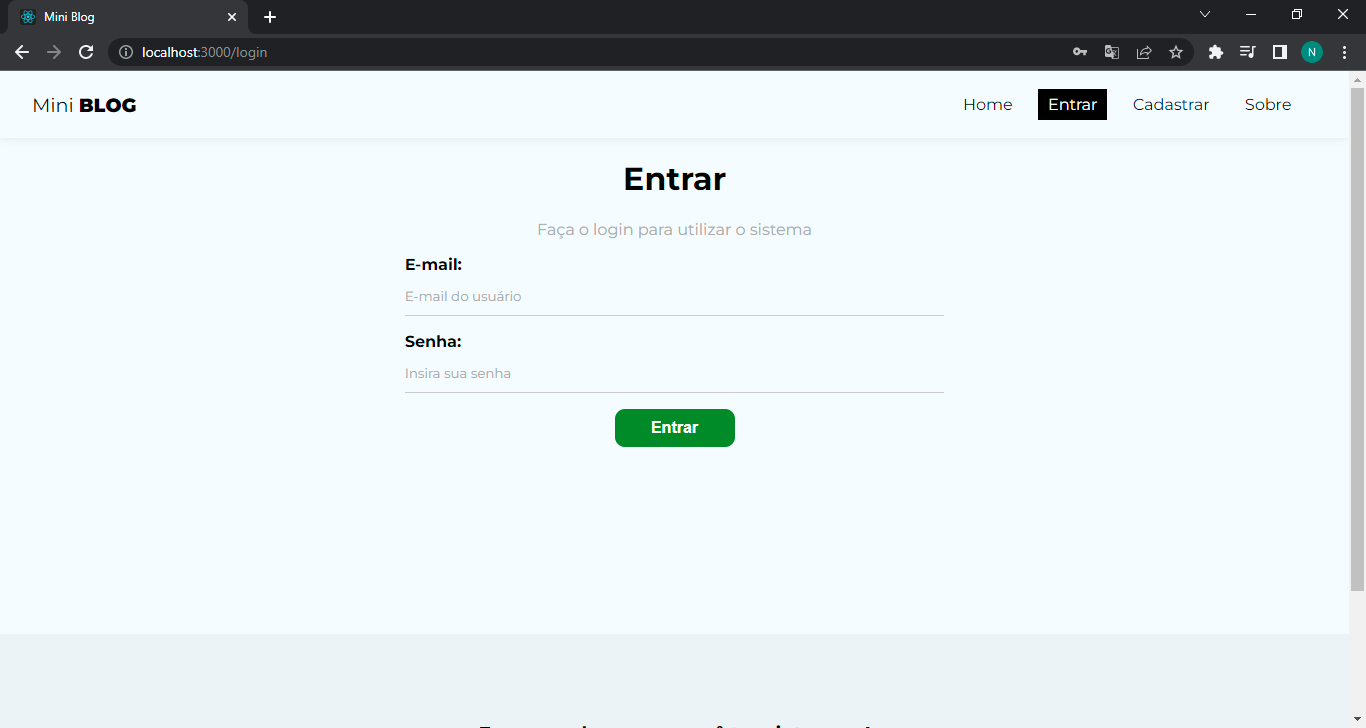 Mini Blog
localhost:3000/login
N
Mini BLOG
Home Entrar Cadastrar Sobre
Entrar
Faça o login para utilizar o sistema
E-mail:
E-mail do usuário
Senha:
Insira sua senha
Entrar